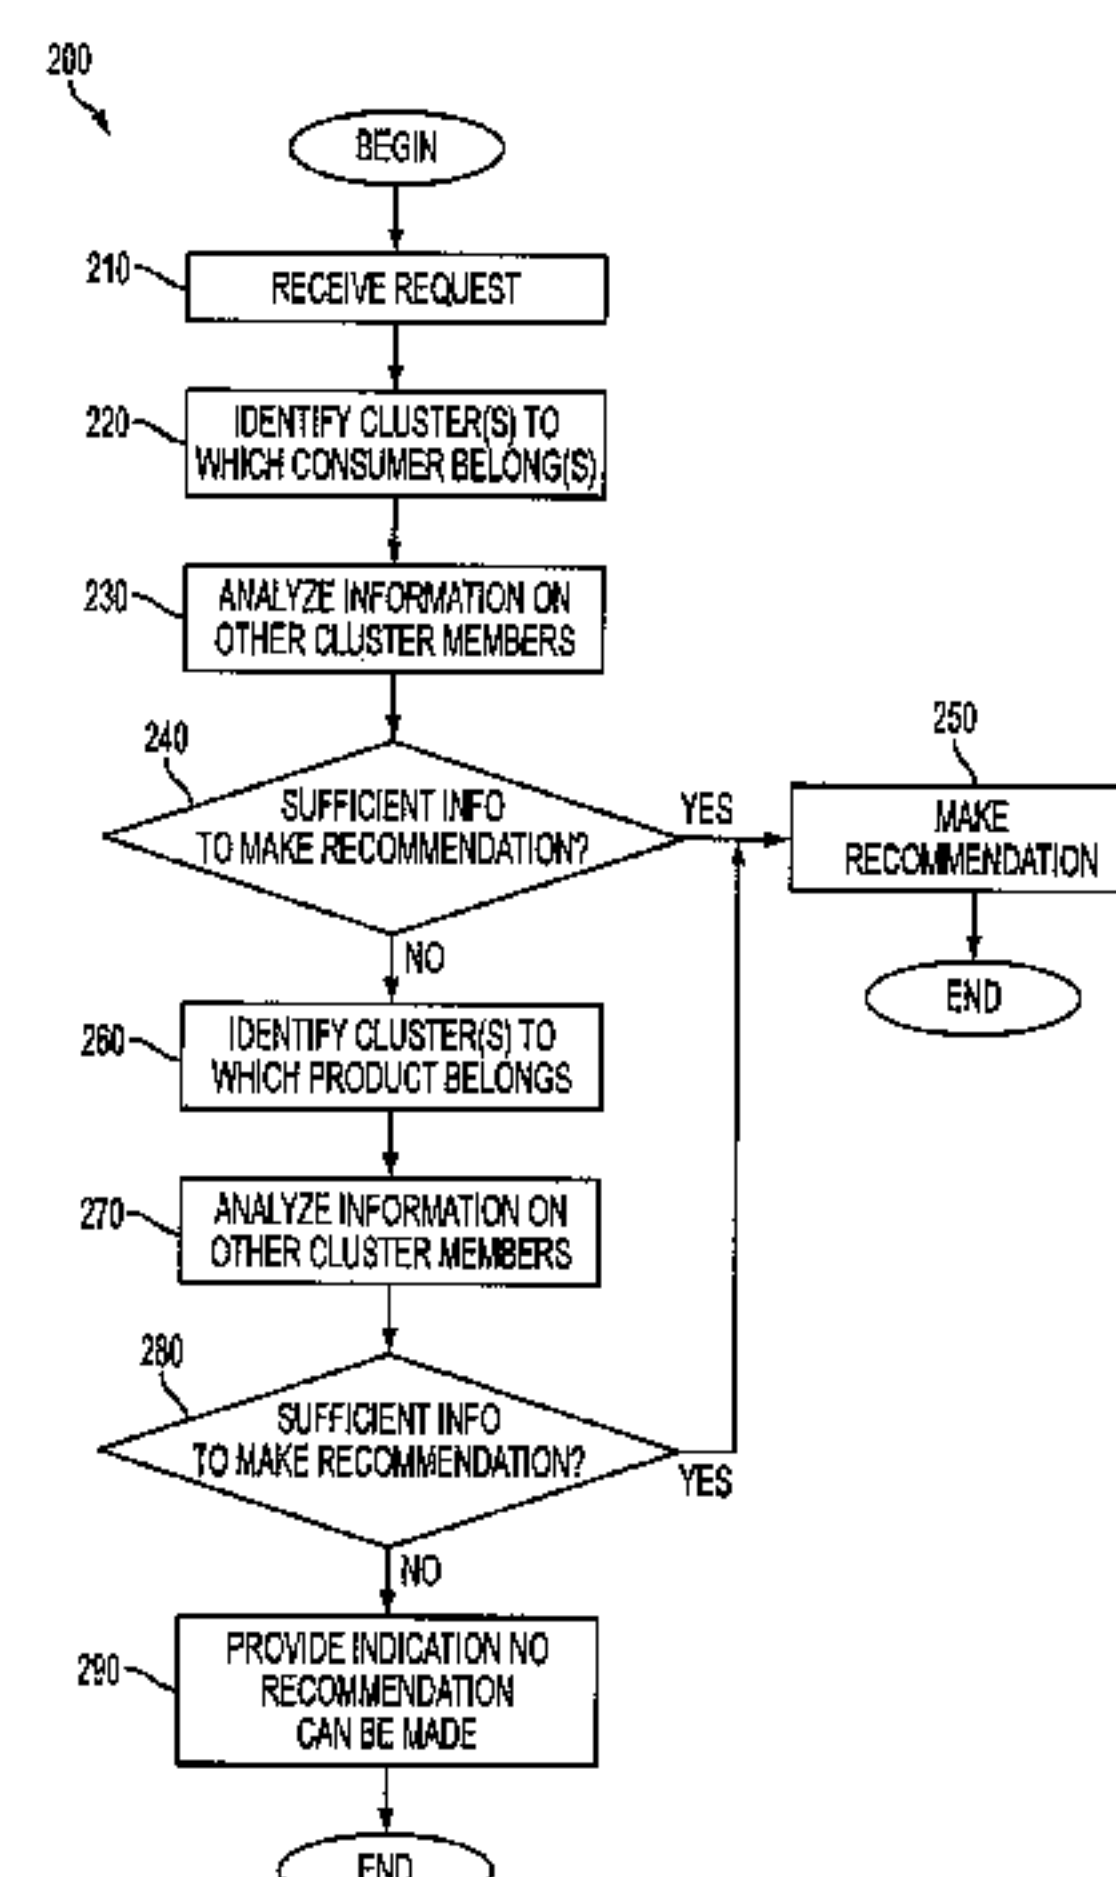 200
BEGIN
210
RECEIVE REQUEST
220
IDENTIFY CLUSTER(S) TO
WHICH CONSUMER BELONG(S)
230
ANALYZE INFORMATION ON
OTHER CLUSTER MEMBERS
240
SUFFICIENT INFO
TO MAKE RECOMMENDATION?
YES
250
MAKE
RECOMMENDATION
END
NO
260
IDENTIFY CLUSTER(S) TO
WHICH PRODUCT BELONGS
270
ANALYZE INFORMATION ON
OTHER CLUSTER MEMBERS
280
SUFFICIENT INFO
TO MAKE RECOMMENDATION?
YES
NO
290
PROVIDE INDICATION NO
RECOMMENDATION
CAN BE MADE
END